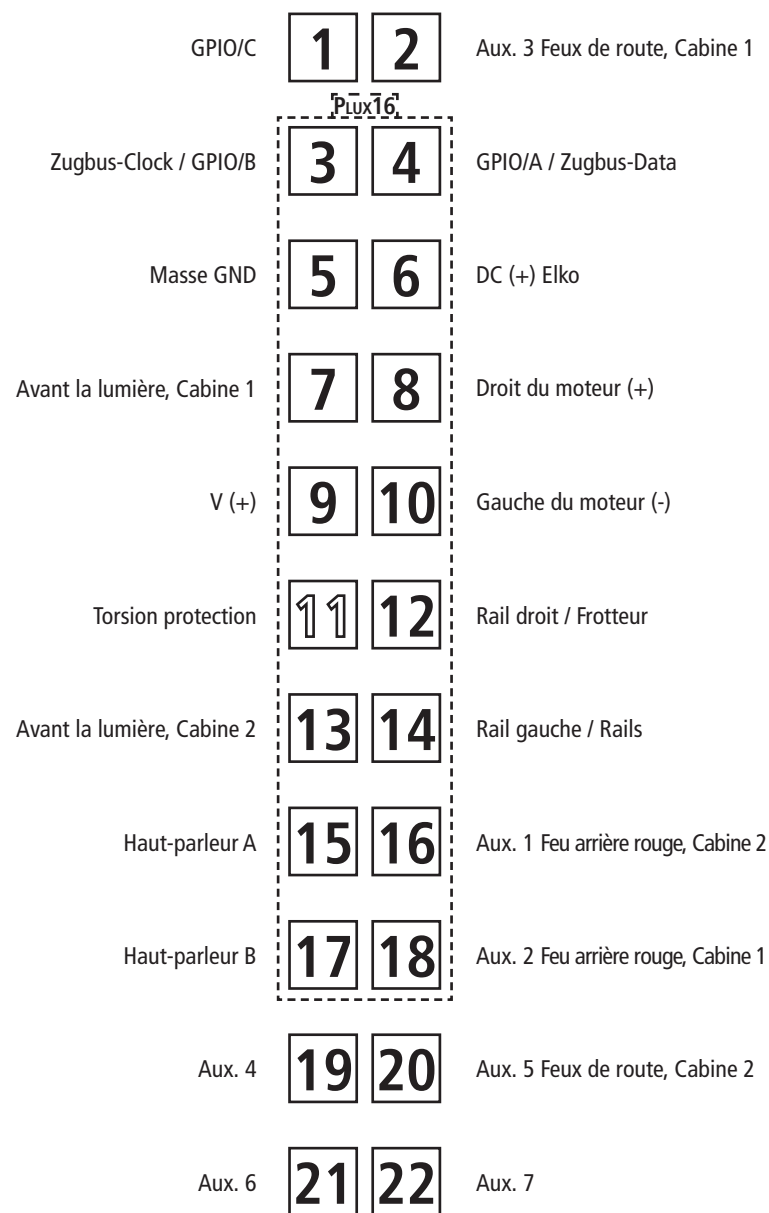 GPIO/C 1 2 Aux. 3 Feux de route, Cabine 1
PLUX16
Zugbus-Clock / GPIO/B 3 4 GPIO/A / Zugbus-Data
Masse GND 5 6 DC (+) Elko
Avant la lumière, Cabine 1 7 8 Droit du moteur (+)
V (+) 9 10 Gauche du moteur (-)
Torsion protection 11 12 Rail droit / Frotteur
Avant la lumière, Cabine 2 13 14 Rail gauche / Rails
Haut-parleur A 15 16 Aux. 1 Feu arrière rouge, Cabine 2
Haut-parleur B 17 18 Aux. 2 Feu arrière rouge, Cabine 1
Aux. 4 19 20 Aux. 5 Feux de route, Cabine 2
Aux. 6 21 22 Aux. 7